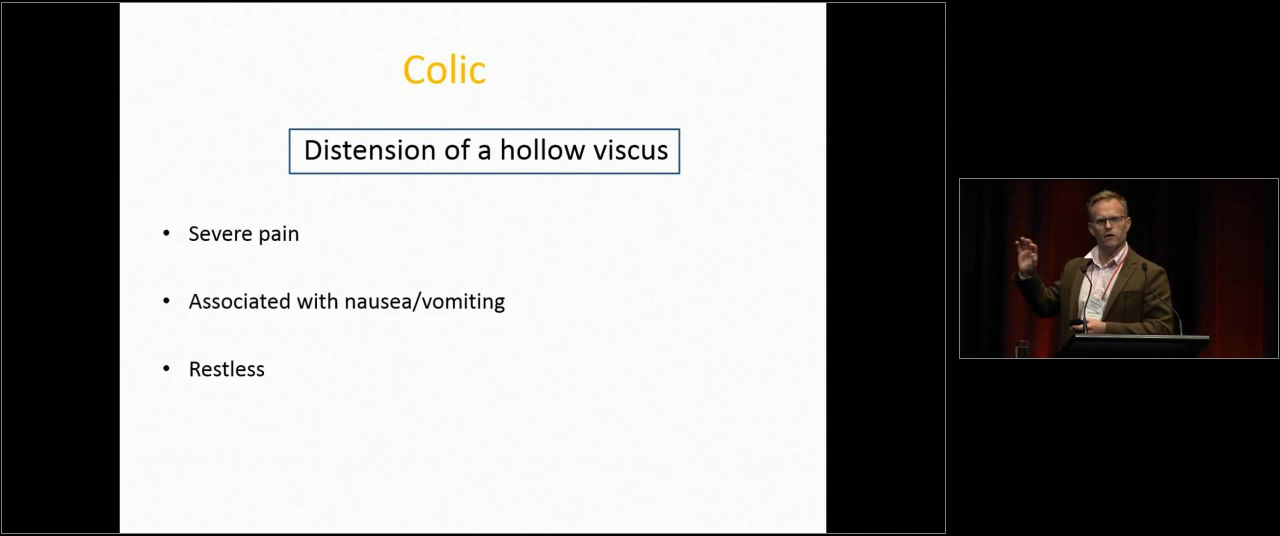 Colic
Distension of a hollow viscus
• Severe pain
• Associated with nausea/vomiting
• Restless